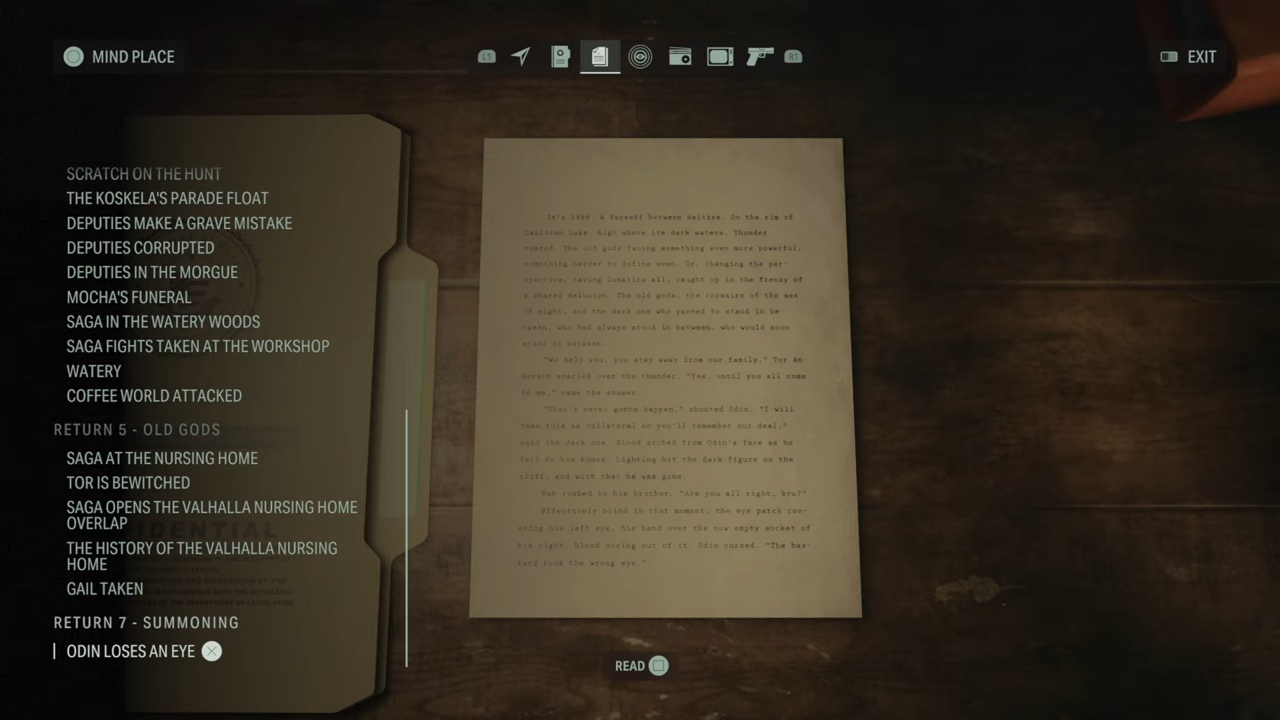 MIND PLACE
L1
R1
EXIT
SCRATCH ON THE HUNT
THE KOSKELA'S PARADE FLOAT
DEPUTIES MAKE A GRAVE MISTAKE
DEPUTIES CORRUPTED
DEPUTIES IN THE MORGUE
MOCHA'S FUNERAL
SAGA IN THE WATERY WOODS
SAGA FIGHTS TAKEN AT THE WORKSHOP
WATERY
COFFEE WORLD ATTACKED
RETURN 5 - OLD GODS
SAGA AT THE NURSING HOME
TOR IS BEWITCHED
SAGA OPENS THE VALHALLA NURSING HOME
OVERLAP
THE HISTORY OF THE VALHALLA NURSING
HOME
GAIL TAKEN
RETURN 7 - SUMMONING
ODIN LOSES AN EYE
It's 1988. A faceoff between deities. On the rim of
Cauldron Lake, high above its dark waters. Thunder
roared. The old gods facing something even more powerful,
something harder to define even. Or, changing the per-
spective, raving lunatics all, caught up in the frenzy of
a shared delusion. The old gods, the corsairs of the sea
of night, and the dark one who yarned to stand in be-
tween, who had always stood in between, who would soon
stand in between.
"We help you, you stay away from our family," Tor An-
derson snarled over the thunder. "Yes, until you all come
to me," came the answer.
"That's never gonna happen," shouted Odin. "I will
take this as collateral so you'll remember our deal,"
said the dark one. Blood arched from Odin's face as he
fell to his knees. Lighting hit the dark figure on the
cliff, and with that he was gone.
Tor rushed to his brother. "Are you all right, bro?"
Effectively blind in that moment, the eye patch cov-
ering his left eye, his hand over the now empty socket of
his right, blood oozing out of it, Odin cursed. "The bas-
tard took the wrong eye."
READ
IDENTIAL